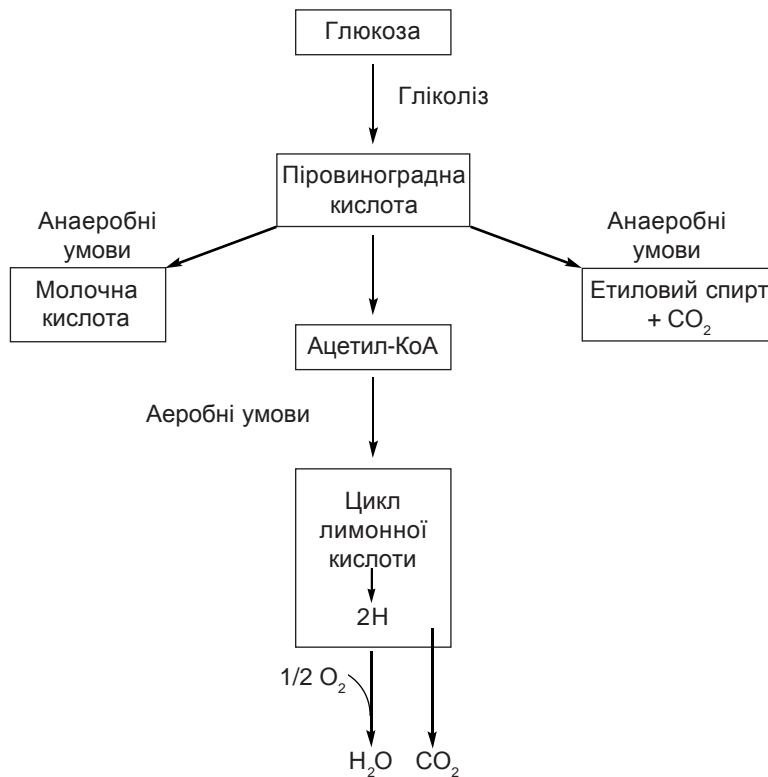 Глюкоза
Гліколіз
Піровиноградна
кислота
Анаеробні
умови
Анаеробні
умови
Молочна
кислота
Етиловий спирт
+ CO₂
Ацетил-КоА
Аеробні умови
Цикл
лимонної
кислоти
2H
1/2 O₂
H₂O
CO₂